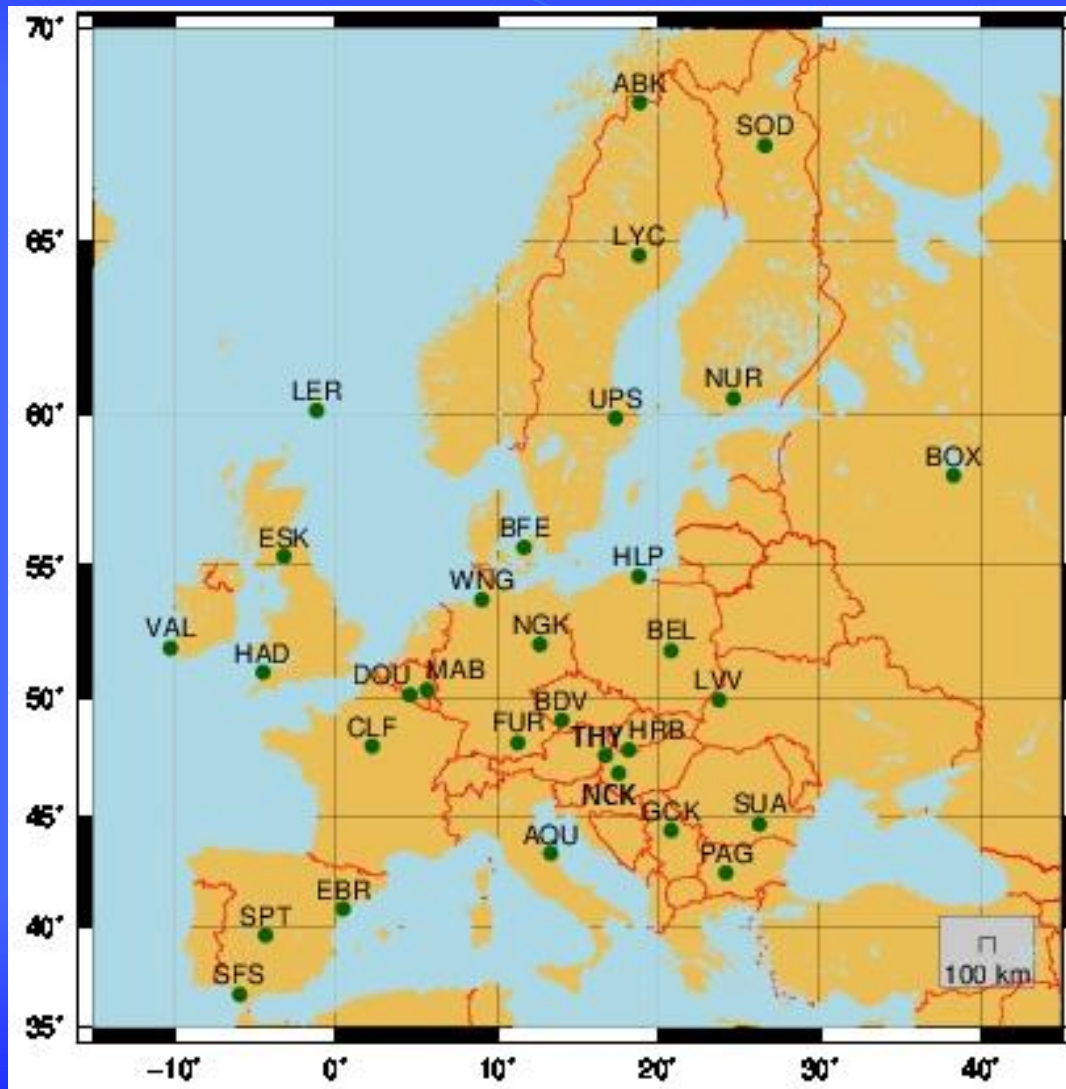 70°
ABK
SOD
65°
LYC
LER
NUR
UPS
60°
BOX
ESK
BFE
HLP
55°
WNG
VAL
NGK
BEL
HAD
DOU
MAB
LVV
50°
BDV
CLF
FUR
THY
HRB
NCK
GCK
SUA
45°
AQU
PAG
EBR
SPT
40°
SFS
100 km
35°
-10°
0°
10°
20°
30°
40°